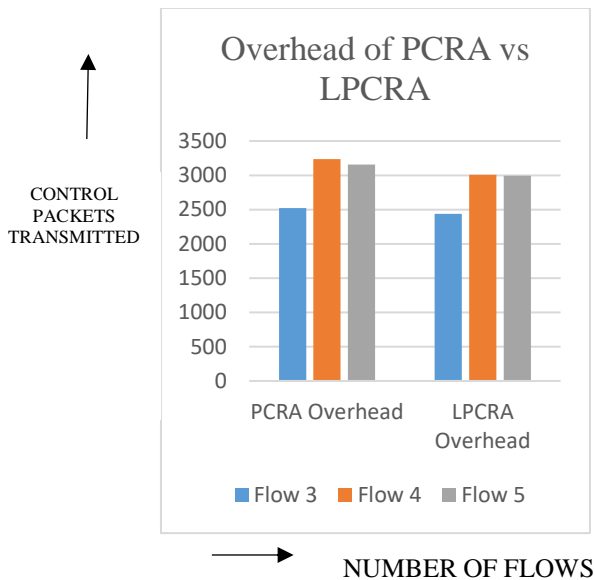 Overhead of PCRA vs
LPCRA
CONTROL
PACKETS
TRANSMITTED
3500
3000
2500
2000
1500
1000
500
0
PCRA Overhead
LPCRA
Overhead
Flow 3
Flow 4
Flow 5
NUMBER OF FLOWS